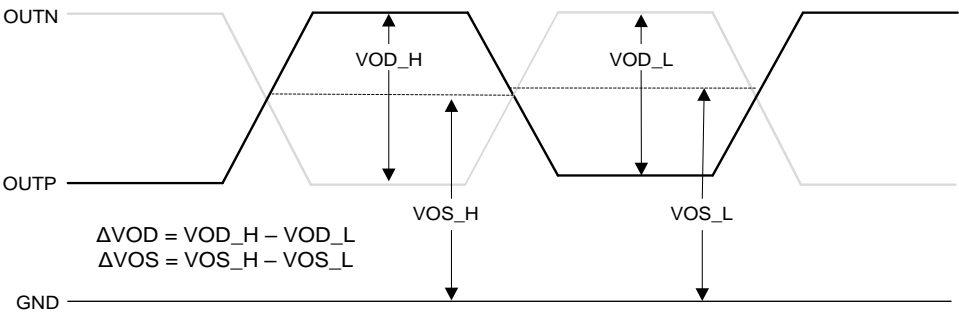 OUTN
VOD_H
VOD_L
OUTP
VOS_H
VOS_L
ΔVOD = VOD_H – VOD_L
ΔVOS = VOS_H – VOS_L
GND